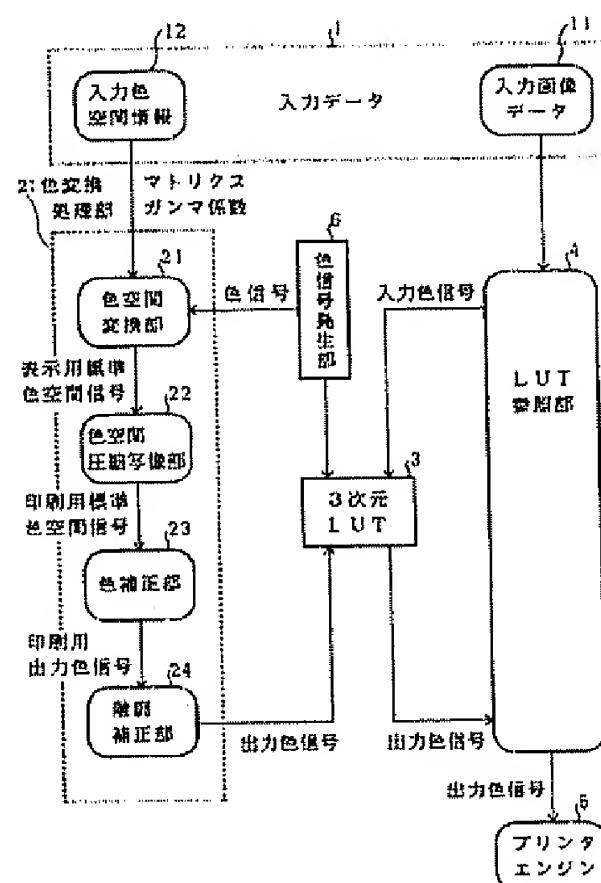 12
1
11
入力色
空間情報
入力データ
入力画像
データ
2
色変換
処理部
マトリクス
ガンマ係数
21
色空間
変換部
色信号
6
色信号発生部
入力色信号
4
LUT
参照部
表示用標準
色空間信号
22
色空間
圧縮写像部
3
3次元
LUT
印刷用標準
色空間信号
23
色補正部
印刷用
出力色信号
24
補正部
出力色信号
出力色信号
出力色信号
5
プリンタ
エンジン